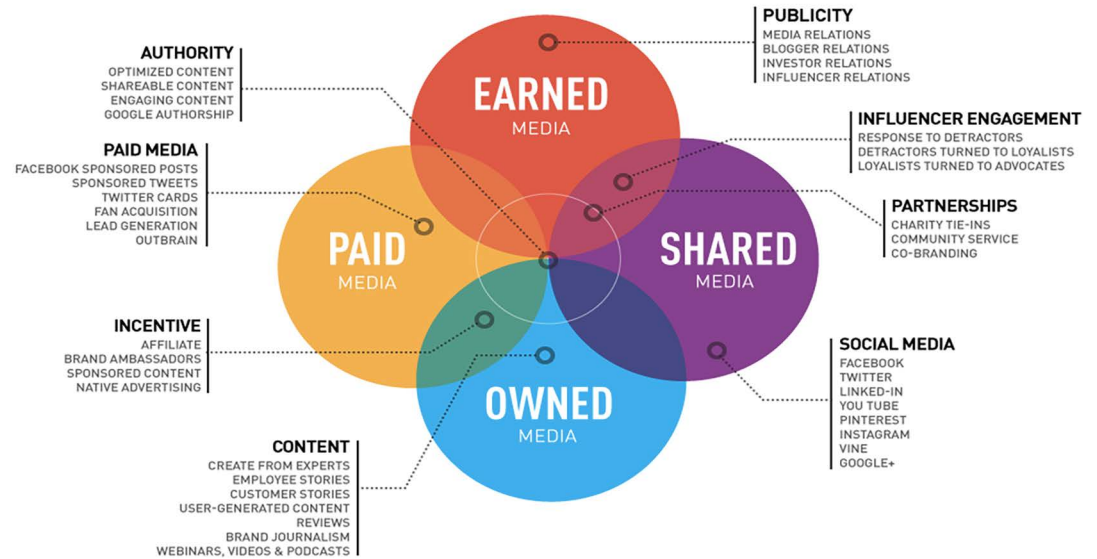 PUBLICITY
MEDIA RELATIONS
BLOGGER RELATIONS
INVESTOR RELATIONS
INFLUENCER RELATIONS
AUTHORITY
OPTIMIZED CONTENT
SHAREABLE CONTENT
ENGAGING CONTENT
GOOGLE AUTHORSHIP
EARNED
MEDIA
INFLUENCER ENGAGEMENT
RESPONSE TO DETRACTORS
DETRACTORS TURNED TO LOYALISTS
LOYALISTS TURNED TO ADVOCATES
PAID MEDIA
FACEBOOK SPONSORED POSTS
SPONSORED TWEETS
TWITTER CARDS
FAN ACQUISITION
LEAD GENERATION
OUTBRAIN
PARTNERSHIPS
CHARITY TIE-INS
COMMUNITY SERVICE
CO-BRANDING
PAID
MEDIA
SHARED
MEDIA
INCENTIVE
AFFILIATE
BRAND AMBASSADORS
SPONSORED CONTENT
NATIVE ADVERTISING
SOCIAL MEDIA
FACEBOOK
TWITTER
LINKED-IN
YOU TUBE
PINTEREST
INSTAGRAM
VINE
GOOGLE+
OWNED
MEDIA
CONTENT
CREATE FROM EXPERTS
EMPLOYEE STORIES
CUSTOMER STORIES
USER-GENERATED CONTENT
REVIEWS
BRAND JOURNALISM
WEBINARS, VIDEOS & PODCASTS